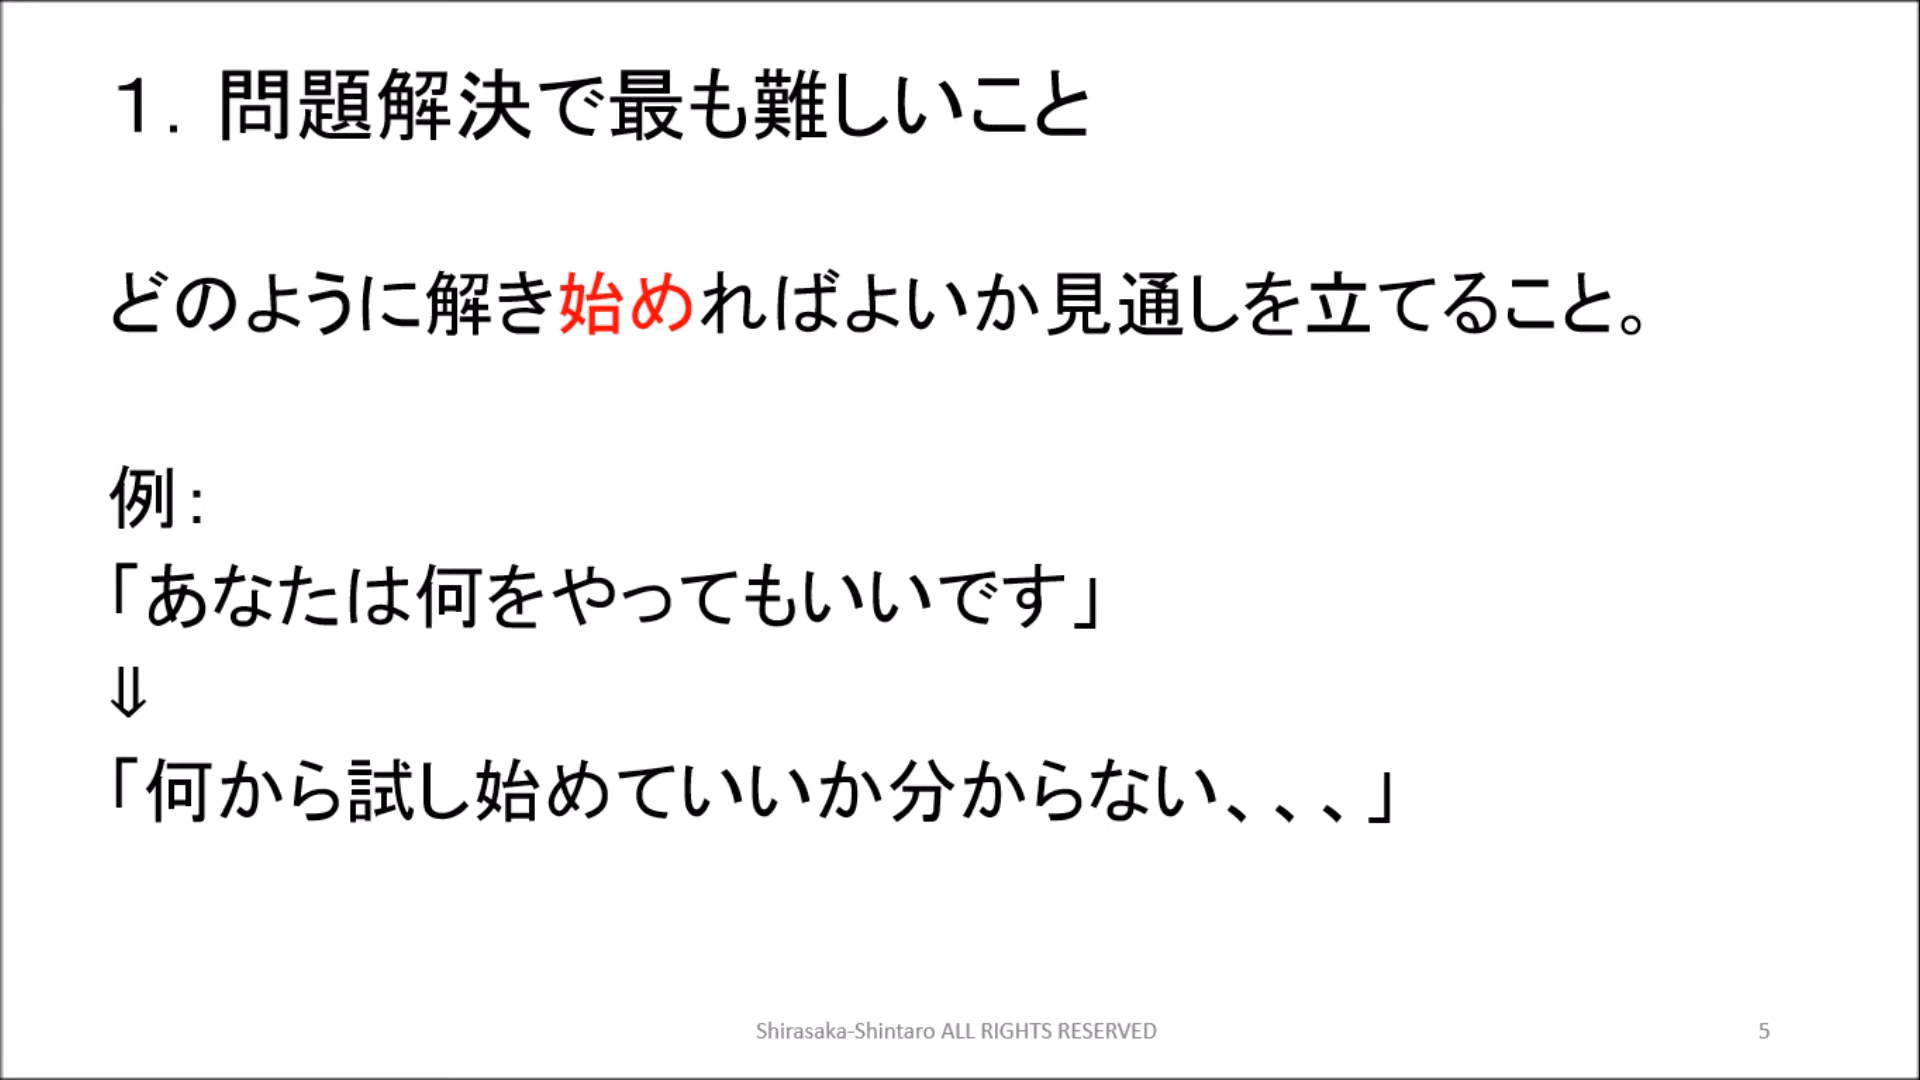 １．問題解決で最も難しいこと
どのように解き始めればよいか見通しを立てること。
例：
「あなたは何をやってもいいです」
⇓
「何から試し始めていいか分からない、、、」
Shirasaka-Shintaro ALL RIGHTS RESERVED
5